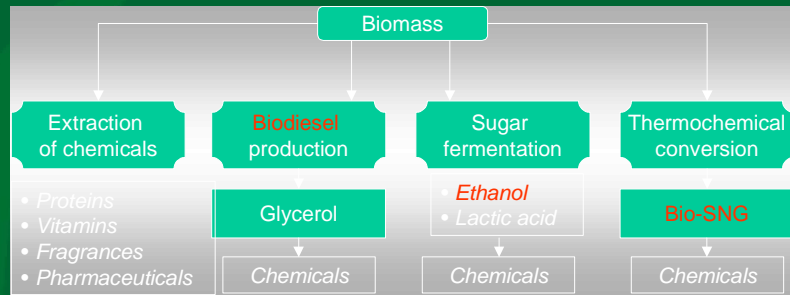 Biomass
Extraction
of chemicals
Biodiesel
production
Sugar
fermentation
Thermochemical
conversion
• Proteins
• Vitamins
• Fragrances
• Pharmaceuticals
Glycerol
• Ethanol
• Lactic acid
Bio-SNG
Chemicals
Chemicals
Chemicals